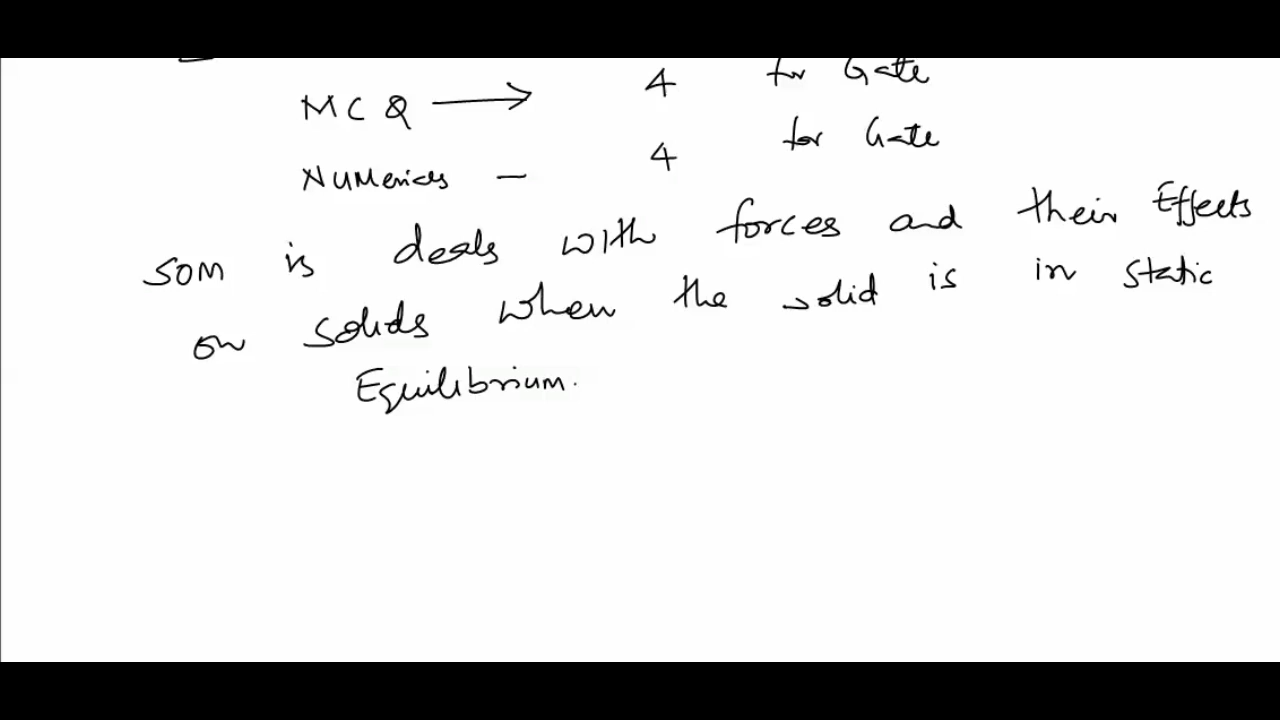 MCQ → 4 for Gate
Numericals - 4 for Gate
SOM is deals with forces and their Effects
on solids when the solid is in static
Equilibrium.